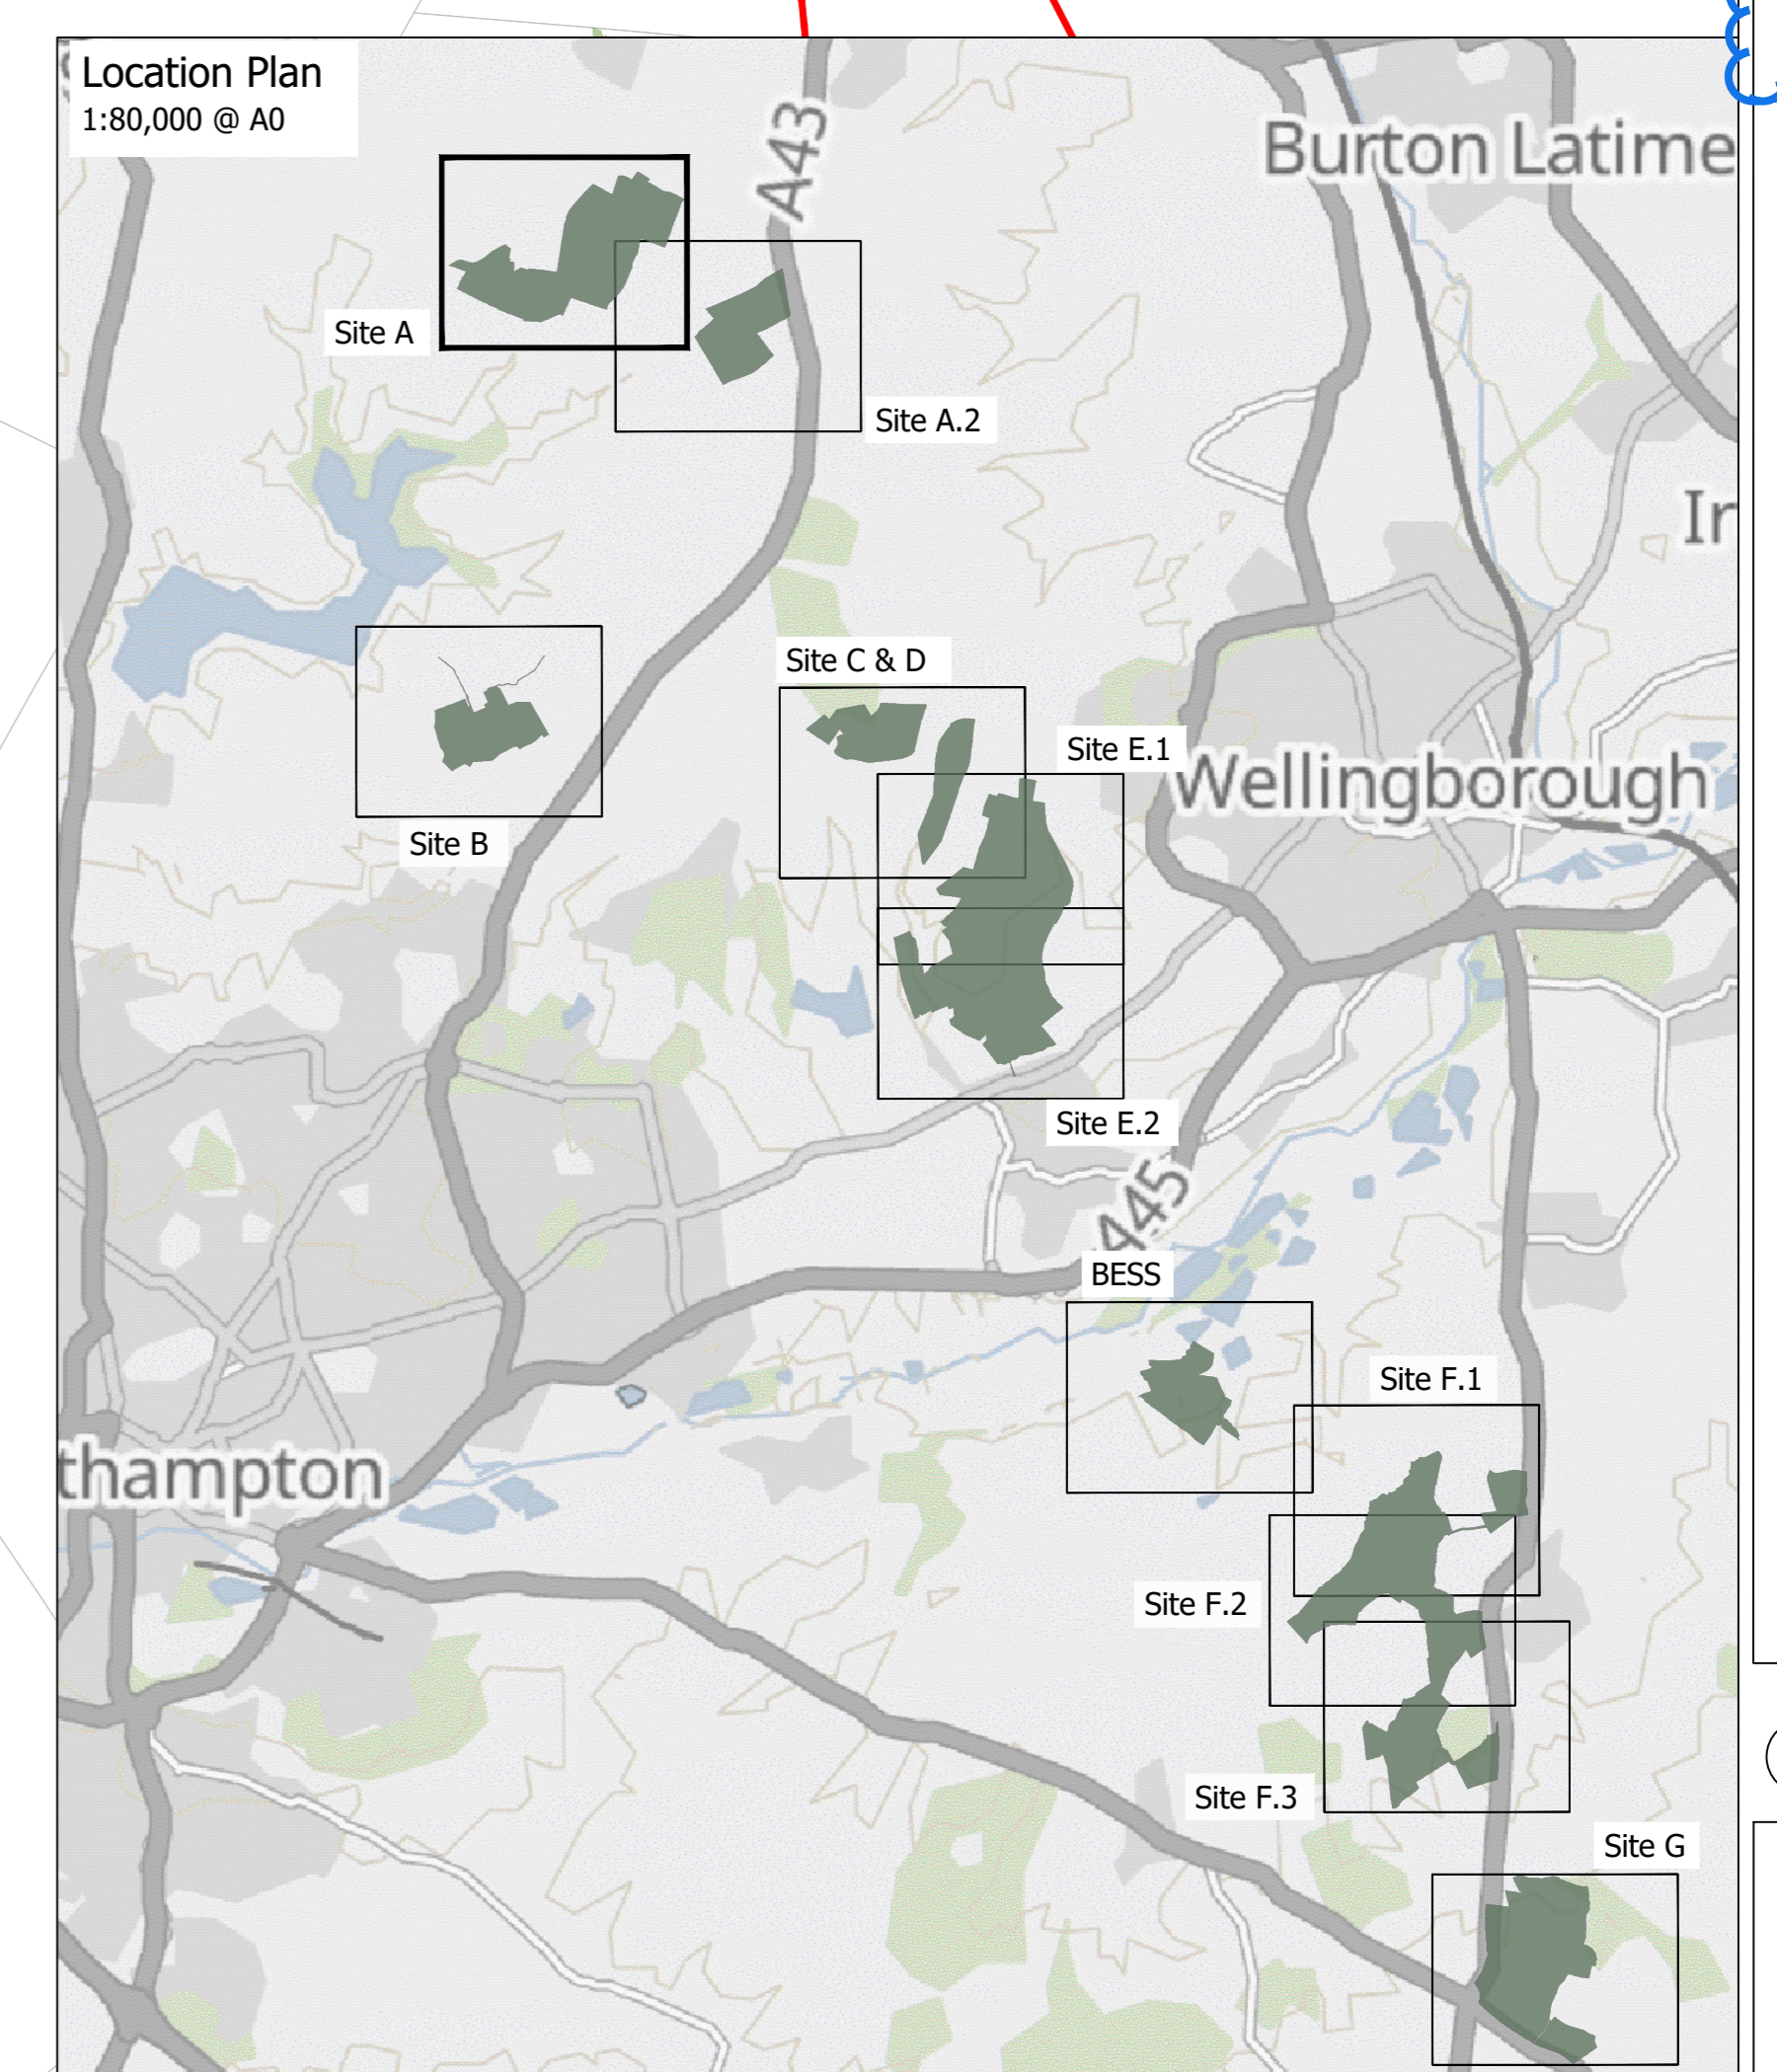 Location Plan
1:80,000 @ A0
A43
Burton Latime
Site A
Site A.2
Ir
Site C & D
Site E.1
Wellingborough
Site B
Site E.2
A45
BESS
Site F.1
thampton
Site F.2
Site F.3
Site G